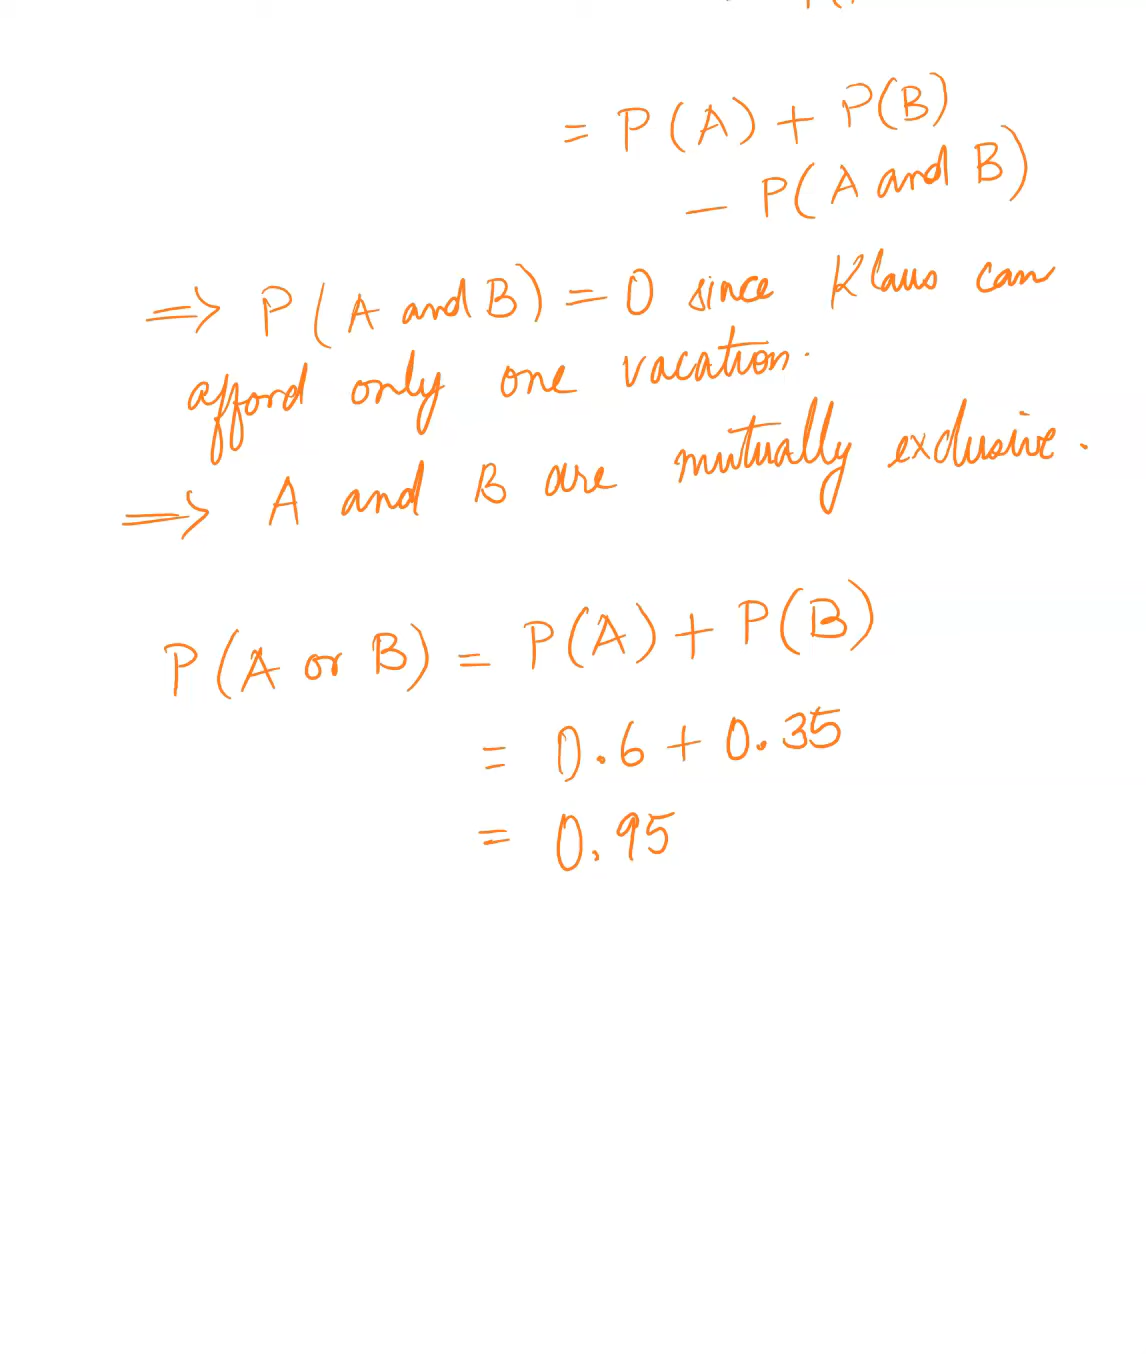 = P(A) + P(B)
- P(A and B)
=> P(A and B) = 0 since Klaus can
afford only one vacation.
=> A and B are mutually exclusive.
P(A or B) = P(A) + P(B)
= 0.6 + 0.35
= 0.95